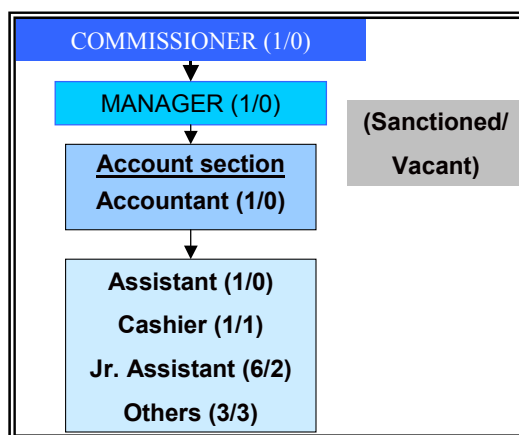 COMMISSIONER (1/0)
MANAGER (1/0)
(Sanctioned/
Vacant)
Account section
Accountant (1/0)
Assistant (1/0)
Cashier (1/1)
Jr. Assistant (6/2)
Others (3/3)